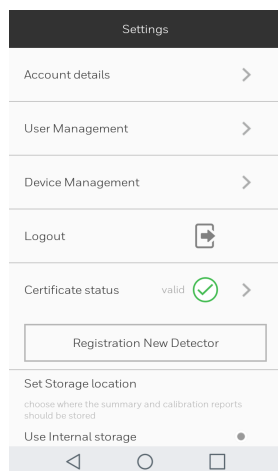 Settings
Account details
User Management
Device Management
Logout
Certificate status valid
Registration New Detector
Set Storage location
choose where the summary and calibration reports
should be stored
Use Internal storage